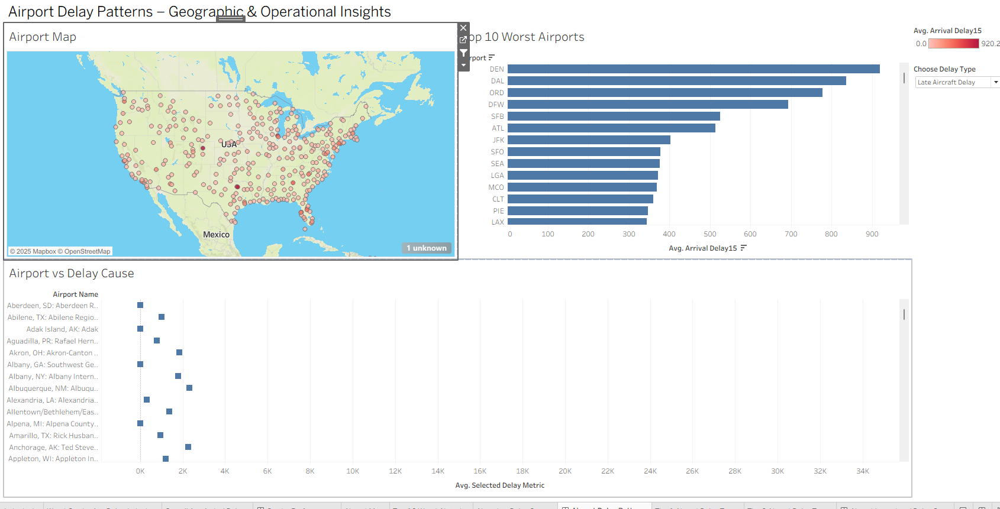 Airport Delay Patterns – Geographic & Operational Insights
Airport Map
USA
Mexico
© 2025 Mapbox © OpenStreetMap
1 unknown
op 10 Worst Airports
rport
DEN
DAL
ORD
DFW
SFB
ATL
JFK
SFO
SEA
LGA
MCO
CLT
PIE
LAX
0 100 200 300 400 500 600 700 800 900
Avg. Arrival Delay15
Avg. Arrival Delay15
0.0 920.2
Choose Delay Type
Late Aircraft Delay
Airport vs Delay Cause
Airport Name
Aberdeen, SD: Aberdeen R..
Abilene, TX: Abilene Regio..
Adak Island, AK: Adak
Aguadilla, PR: Rafael Hern..
Akron, OH: Akron-Canton ..
Albany, GA: Southwest Ge..
Albany, NY: Albany Intern..
Albuquerque, NM: Albuqu..
Alexandria, LA: Alexandria..
Allentown/Bethlehem/Eas..
Alpena, MI: Alpena County..
Amarillo, TX: Rick Husban..
Anchorage, AK: Ted Steve..
Appleton, WI: Appleton In..
0K 2K 4K 6K 8K 10K 12K 14K 16K 18K 20K 22K 24K 26K 28K 30K 32K 34K
Avg. Selected Delay Metric